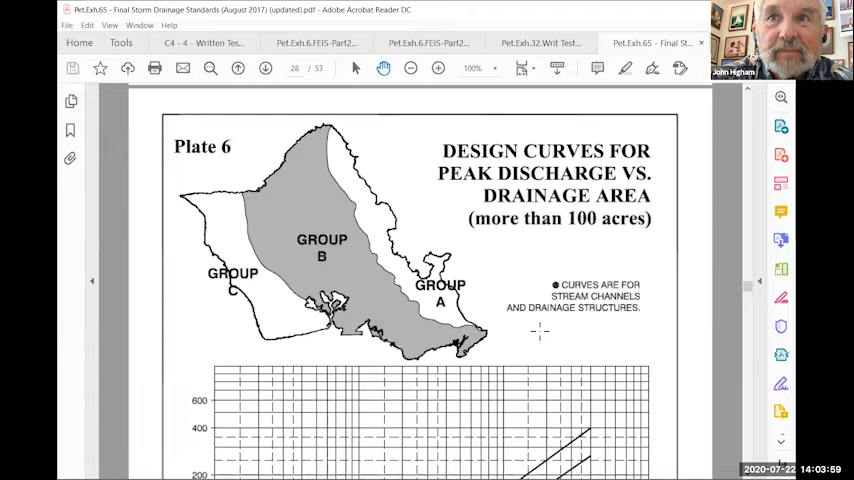 Pet.Exh.65 - Final Storm Drainage Standards (August 2017) (updated).pdf - Adobe Acrobat Reader DC
File Edit View Window Help
Home Tools C4 - 4 - Written Tes... Pet.Exh.6.FEIS-Part2... Pet.Exh.6.FEIS-Part2... Pet.Exh.32.Writ Test... Pet.Exh.65 - Final St... ×
28 / 53 100%
John Higham
Plate 6
DESIGN CURVES FOR
PEAK DISCHARGE VS.
DRAINAGE AREA
(more than 100 acres)
GROUP
B
GROUP
C
GROUP
A
CURVES ARE FOR
STREAM CHANNELS
AND DRAINAGE STRUCTURES.
600
400
200
2020-07-22 14:03:59